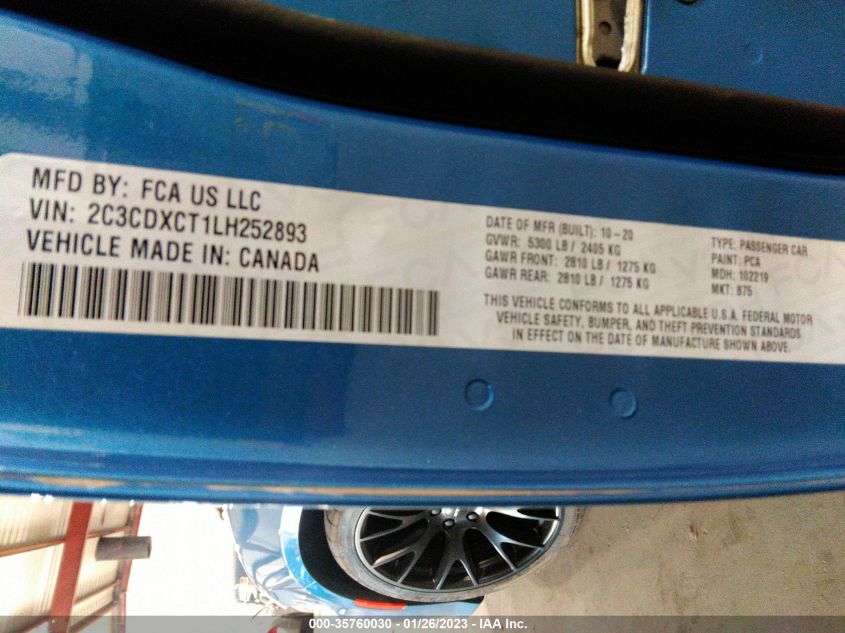 MFD BY: FCA US LLC
VIN: 2C3CDXCT1LH252893
VEHICLE MADE IN: CANADA
DATE OF MFR (BUILT): 10-20
GVWR: 5300 LB / 2405 KG
GAWR FRONT: 2810 LB / 1275 KG
GAWR REAR: 2810 LB / 1275 KG
TYPE: PASSENGER CAR
PAINT: PCA
MDH: 102219
MKT: B75
THIS VEHICLE CONFORMS TO ALL APPLICABLE U.S.A. FEDERAL MOTOR
VEHICLE SAFETY, BUMPER, AND THEFT PREVENTION STANDARDS
IN EFFECT ON THE DATE OF MANUFACTURE SHOWN ABOVE.
000-35760030 - 01/26/2023 - IAA Inc.